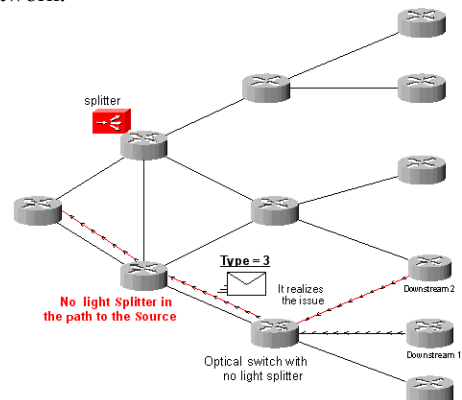 splitter
Type = 3
It realizes
the issue
Downstream 2
No light Splitter in
the path to the Source
Downstream 1
Optical switch with
no light splitter